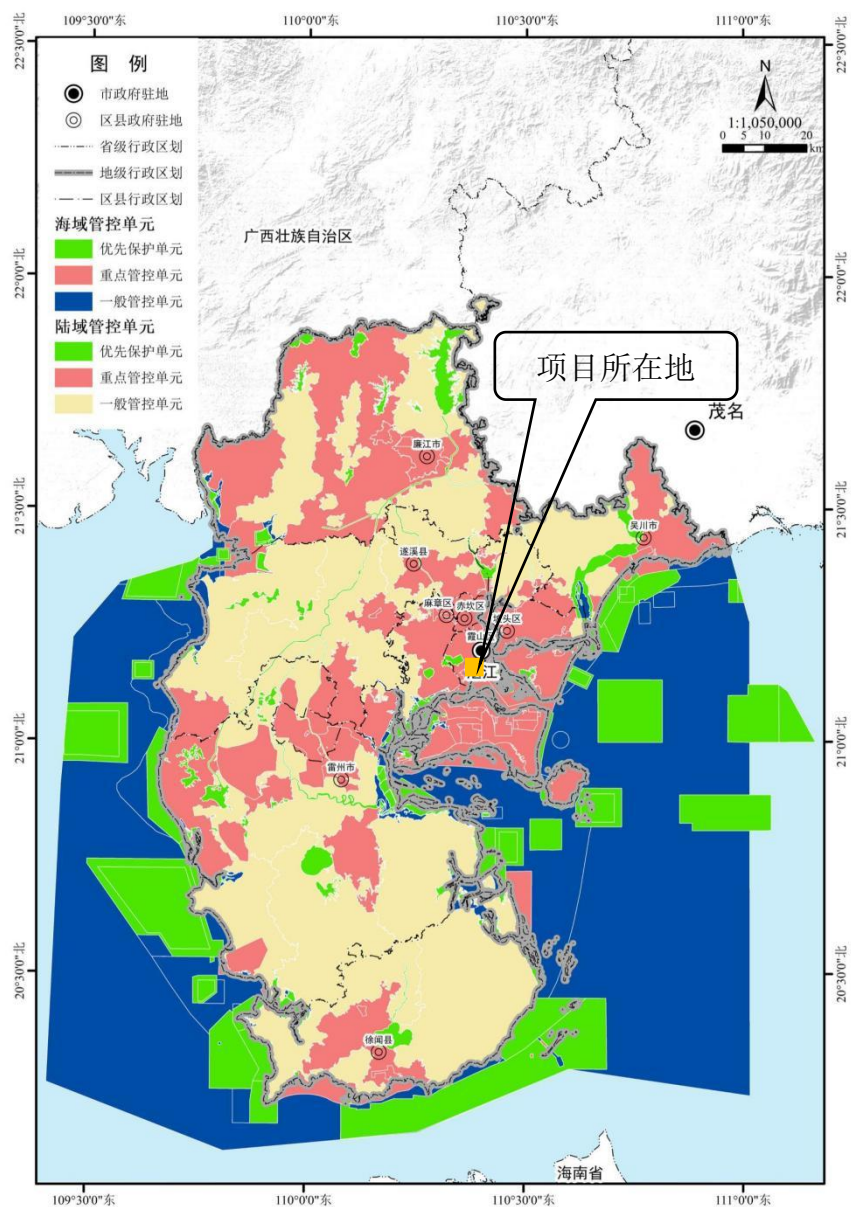 109°30'0"东
110°0'0"东
110°30'0"东
111°0'0"东
22°30'0"北
22°0'0"北
21°30'0"北
21°0'0"北
20°30'0"北
图 例
市政府驻地
区县政府驻地
省级行政区划
地级行政区划
区县行政区划
海域管控单元
优先保护单元
重点管控单元
一般管控单元
陆域管控单元
优先保护单元
重点管控单元
一般管控单元
N
1:1,050,000
0 5 10 20
km
广西壮族自治区
项目所在地
茂名
廉江市
吴川市
遂溪县
麻章区
赤坎区
头区
霞山
江
雷州市
徐闻县
海南省
22°30'0"北
22°0'0"北
21°30'0"北
21°0'0"北
20°30'0"北
109°30'0"东
110°0'0"东
110°30'0"东
111°0'0"东